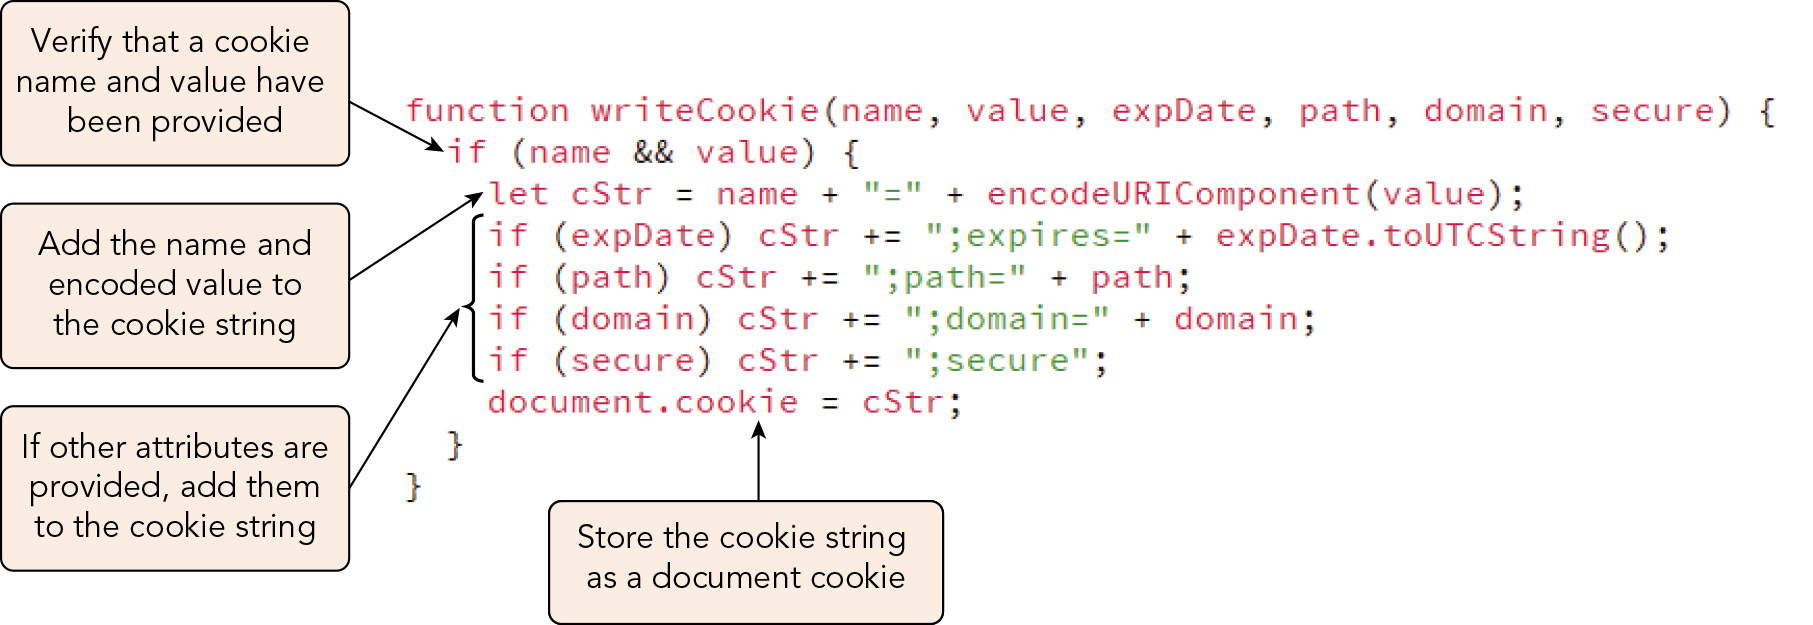 Verify that a cookie
name and value have
been provided
Add the name and
encoded value to
the cookie string
If other attributes are
provided, add them
to the cookie string
function writeCookie(name, value, expDate, path, domain, secure) {
if (name && value) {
let cStr = name + "=" + encodeURIComponent(value);
if (expDate) cStr += ";expires=" + expDate.toUTCString();
if (path) cStr += ";path=" + path;
if (domain) cStr += ";domain=" + domain;
if (secure) cStr += ";secure";
document.cookie = cStr;
}
}
Store the cookie string
as a document cookie